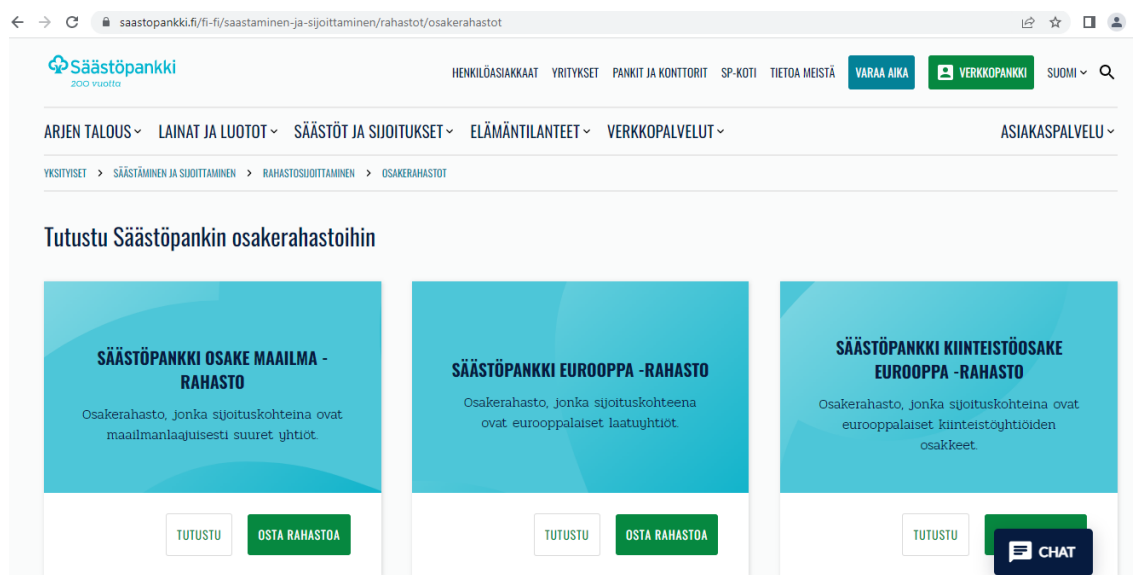 saastopankki.fi/fi-fi/saastaminen-ja-sijoittaminen/rahastot/osakerahastot
Säästöpankki
200 vuotta
HENKILÖASIAKKAAT YRITYKSET PANKIT JA KONTTORIT SP-KOTI TIETOA MEISTÄ VARAA AIKA VERKKOPANKKI SUOMI
ARJEN TALOUS LAINAT JA LUOTOT SÄÄSTÖT JA SIJOITUKSET ELÄMÄNTILANTEET VERKKOPALVELUT ASIAKASPALVELU
YKSITYISET > SÄÄSTÄMINEN JA SIJOITTAMINEN > RAHASTOSIJOITTAMINEN > OSAKERAHASTOT
Tutustu Säästöpankin osakerahastoihin
SÄÄSTÖPANKKI OSAKE MAAILMA -
RAHASTO
Osakerahasto, jonka sijoituskohteina ovat
maailmanlaajuisesti suuret yhtiöt.
TUTUSTU OSTA RAHASTOA
SÄÄSTÖPANKKI EUROOPPA -RAHASTO
Osakerahasto, jonka sijoituskohteena
ovat eurooppalaiset laatuyhtiöt.
TUTUSTU OSTA RAHASTOA
SÄÄSTÖPANKKI KIINTEISTÖOSAKE
EUROOPPA -RAHASTO
Osakerahasto, jonka sijoituskohteina ovat
eurooppalaiset kiinteistöyhtiöiden
osakkeet.
TUTUSTU
CHAT